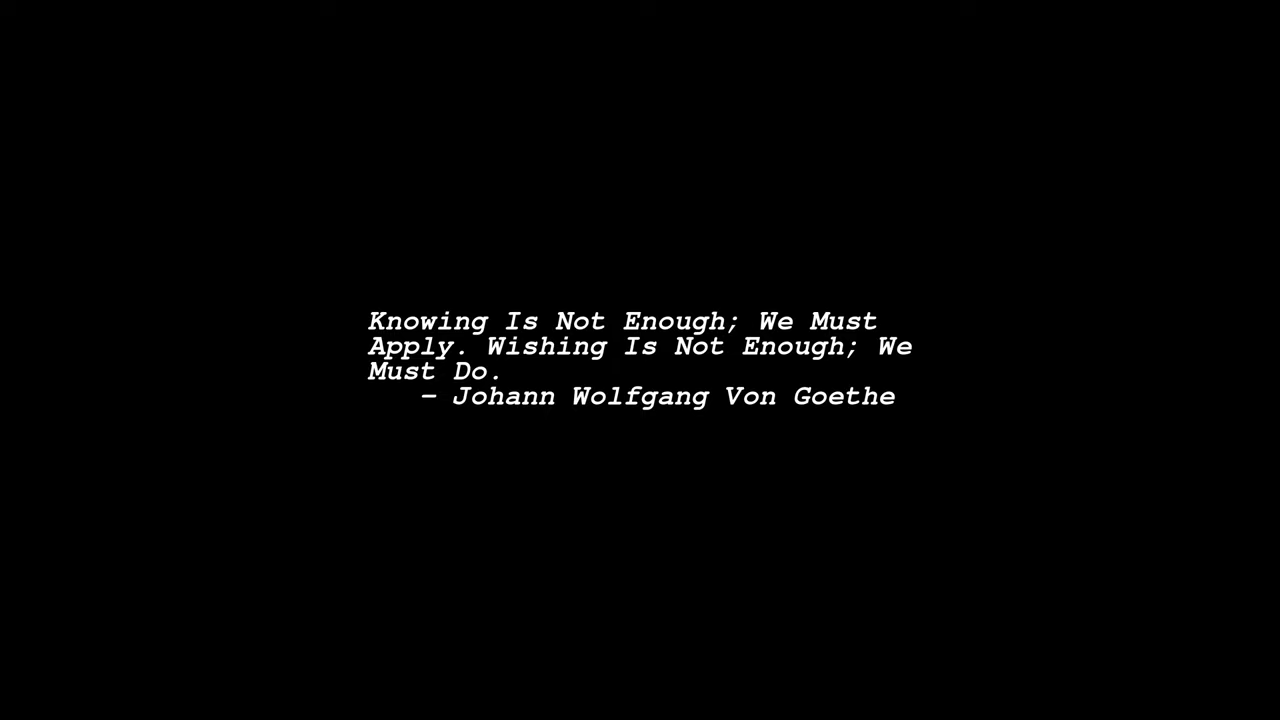 Knowing Is Not Enough; We Must
Apply. Wishing Is Not Enough; We
Must Do.
– Johann Wolfgang Von Goethe